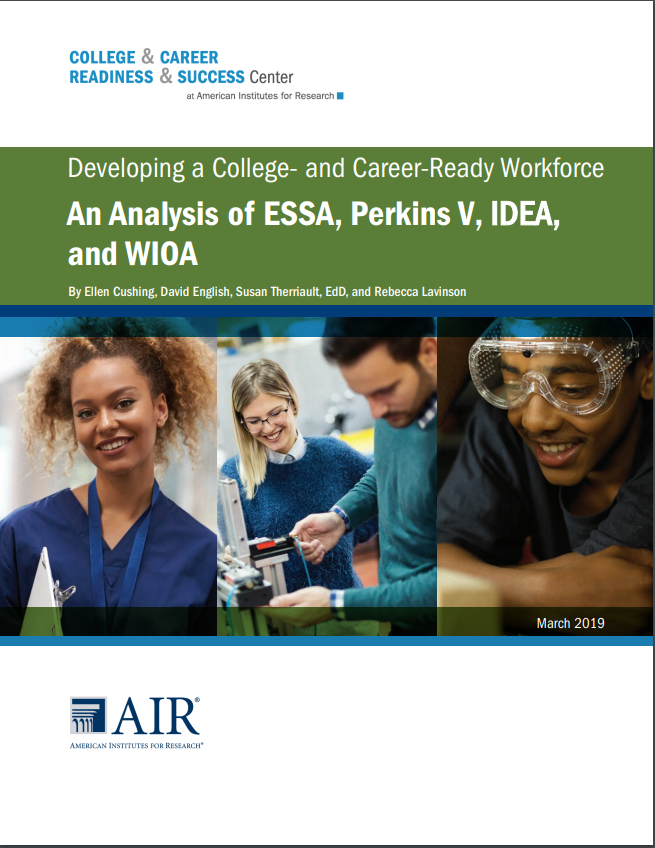 COLLEGE & CAREER
READINESS & SUCCESS Center
at American Institutes for Research
Developing a College- and Career-Ready Workforce
An Analysis of ESSA, Perkins V, IDEA,
and WIOA
By Ellen Cushing, David English, Susan Therriault, EdD, and Rebecca Lavinson
March 2019
AIR®
AMERICAN INSTITUTES FOR RESEARCH®